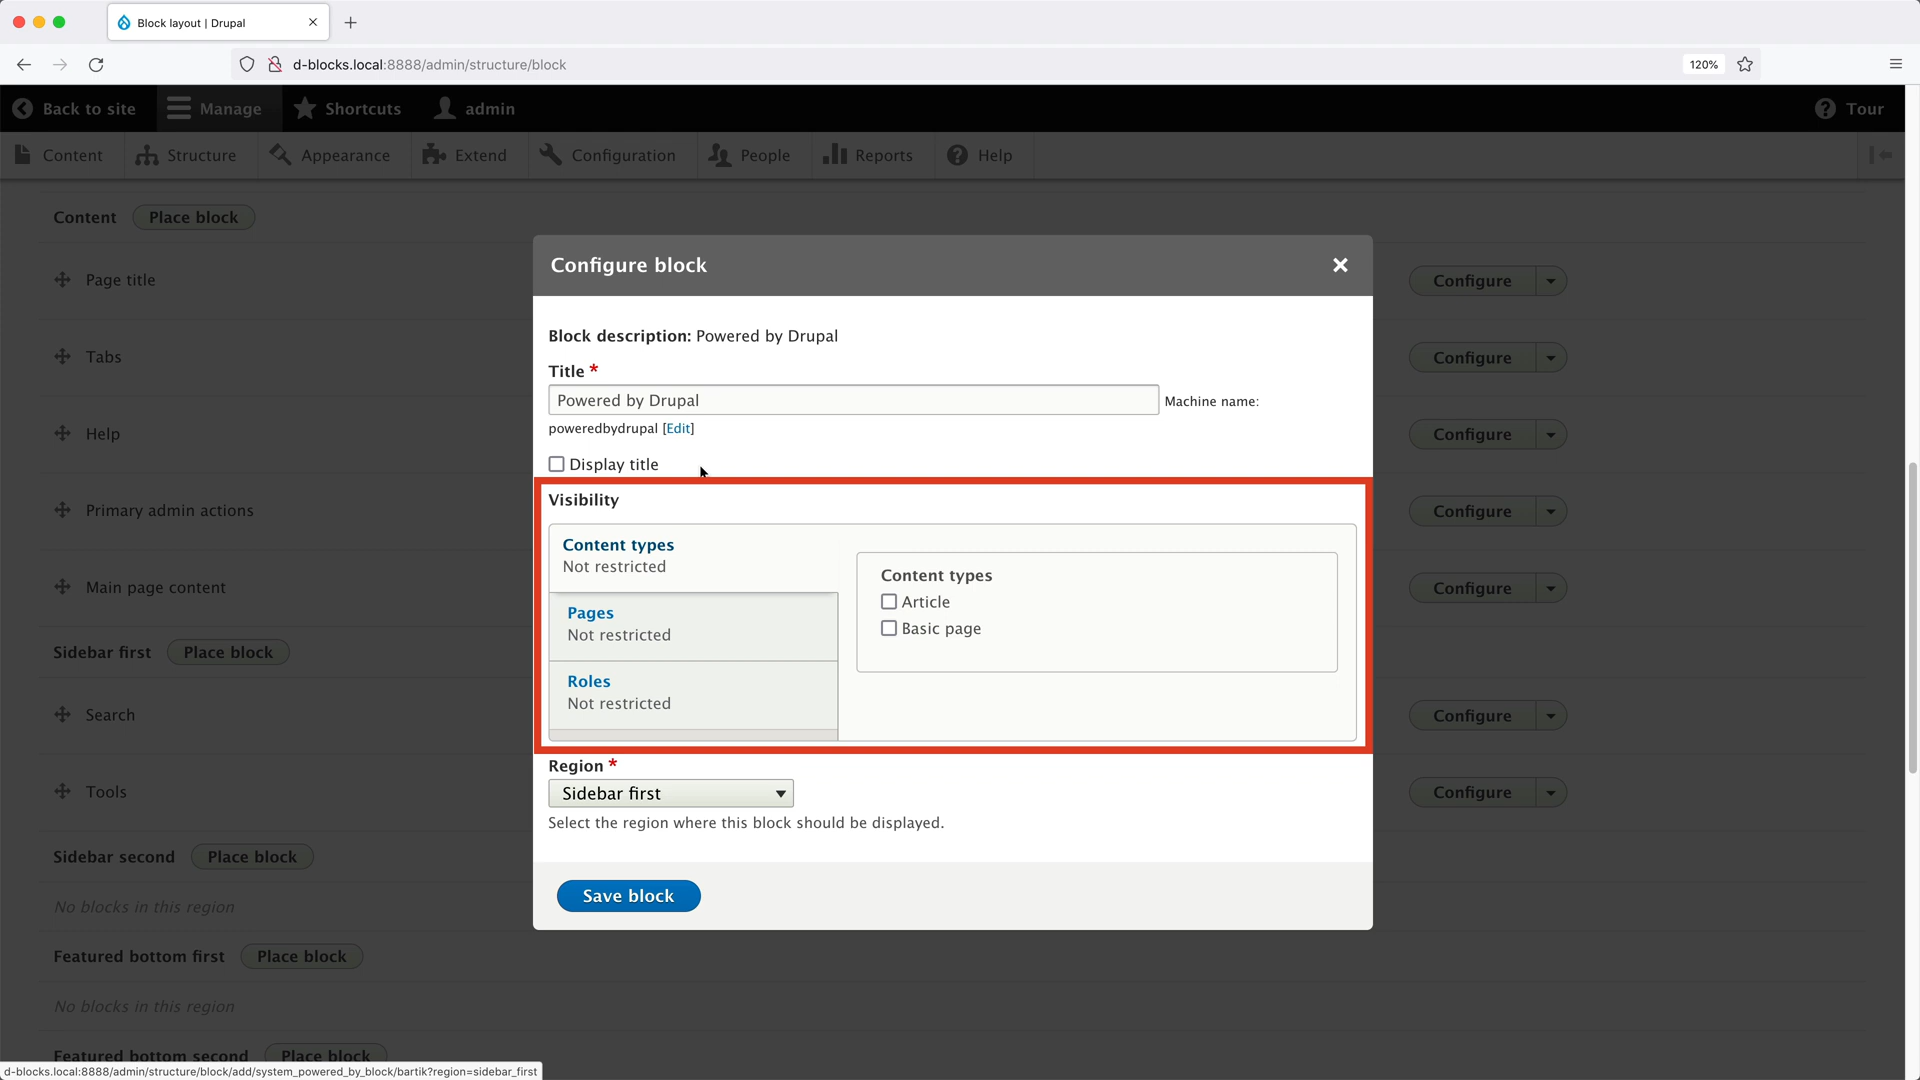 Block layout | Drupal
d-blocks.local:8888/admin/structure/block
120%
Back to site
Manage
Shortcuts
admin
Tour
Content
Structure
Appearance
Extend
Configuration
People
Reports
Help
Content Place block
Page title
Configure
Tabs
Configure
Help
Configure
Primary admin actions
Configure
Main page content
Configure
Sidebar first Place block
Search
Configure
Tools
Configure
Sidebar second Place block
No blocks in this region
Featured bottom first Place block
No blocks in this region
Featured bottom second Place block
Configure block
Block description: Powered by Drupal
Title *
Powered by Drupal Machine name:
poweredbydrupal [Edit]
Display title
Visibility
Content types
Not restricted
Pages
Not restricted
Roles
Not restricted
Content types
Article
Basic page
Region *
Sidebar first
Select the region where this block should be displayed.
Save block
d-blocks.local:8888/admin/structure/block/add/system_powered_by_block/bartik?region=sidebar_first